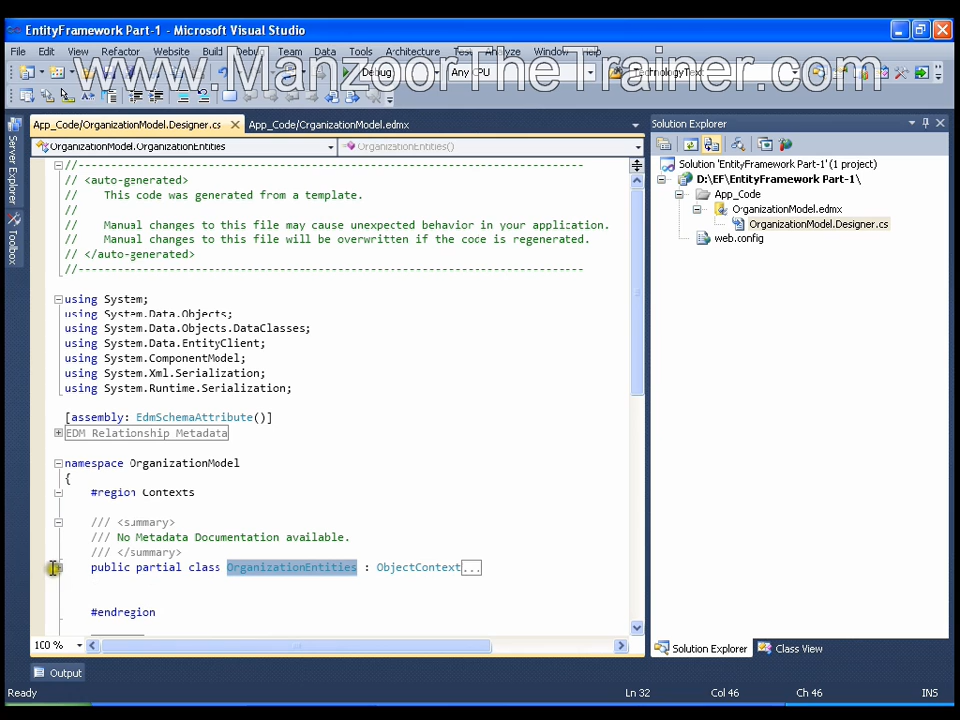 EntityFramework Part-1 - Microsoft Visual Studio
File Edit View Refactor Website Build Debug Team Data Tools Architecture Test Analyze Window Help
www.ManzoorTheTrainer.com
Debug Any CPU TechnologyText
App_Code/OrganizationModel.Designer.cs App_Code/OrganizationModel.edmx
OrganizationModel.OrganizationEntities OrganizationEntities()
Server Explorer
Toolbox
//-------------------------------------------------------------------------------
// <auto-generated>
//    This code was generated from a template.
//
//    Manual changes to this file may cause unexpected behavior in your application.
//    Manual changes to this file will be overwritten if the code is regenerated.
// </auto-generated>
//-------------------------------------------------------------------------------
using System;
using System.Data.Objects;
using System.Data.Objects.DataClasses;
using System.Data.EntityClient;
using System.ComponentModel;
using System.Xml.Serialization;
using System.Runtime.Serialization;
[assembly: EdmSchemaAttribute()]
EDM Relationship Metadata
namespace OrganizationModel
{
#region Contexts
/// <summary>
/// No Metadata Documentation available.
/// </summary>
public partial class OrganizationEntities : ObjectContext...
#endregion
100 %
Solution Explorer
Solution 'EntityFramework Part-1' (1 project)
D:\EF\EntityFramework Part-1\
App_Code
OrganizationModel.edmx
OrganizationModel.Designer.cs
web.config
Solution Explorer Class View
Output
Ready Ln 32 Col 46 Ch 46 INS